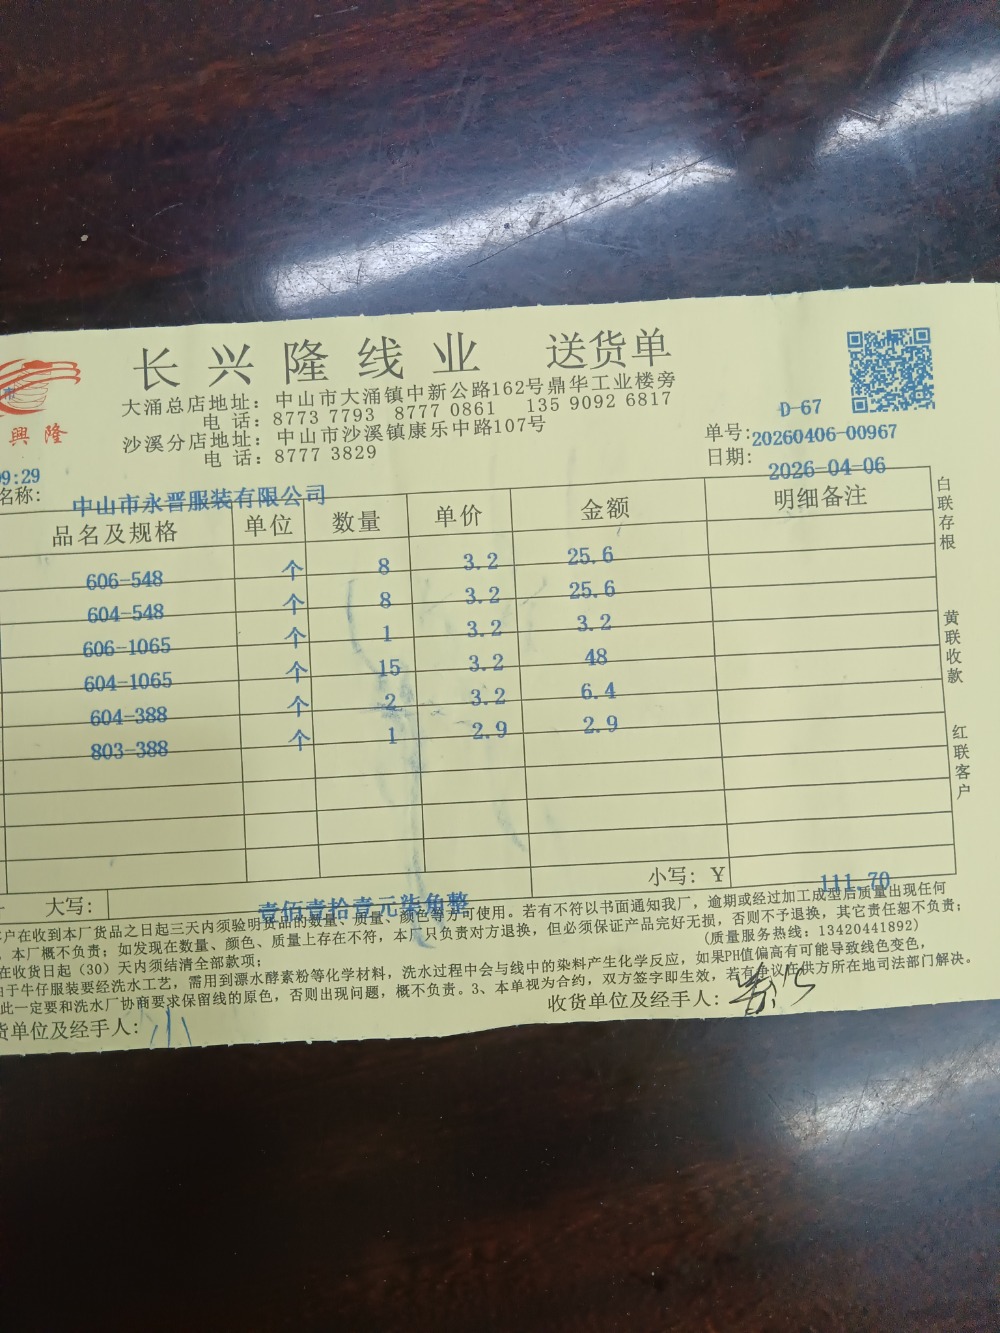 长兴隆线业 送货单
市
興隆
大涌总店地址：中山市大涌镇中新公路162号鼎华工业楼旁
电 话：8773 7793 8777 0861 135 9092 6817
沙溪分店地址：中山市沙溪镇康乐中路107号
电 话：8777 3829
D-67
单号：20260406-00967
日期：2026-04-06
09:29
名称：中山市永晋服装有限公司
品名及规格 单位 数量 单价 金额 明细备注
606-548 个 8 3.2 25.6
604-548 个 8 3.2 25.6
606-1065 个 1 3.2 3.2
604-1065 个 15 3.2 48
604-388 个 2 3.2 6.4
803-388 个 1 2.9 2.9
白联存根
黄联收款
红联客户
大写：壹佰壹拾壹元柒角整 小写：￥111.70
户在收到本厂货品之日起三天内须验明货品的数量、质量、颜色等方可使用。若有不符以书面通知我厂，逾期或经过加工成型后质量出现任何
，本厂概不负责；如发现在数量、颜色、质量上存在不符，本厂只负责对方退换，但必须保证产品完好无损，否则不予退换，其它责任恕不负责；
在收货日起（30）天内须结清全部款项； (质量服务热线：13420441892)
由于牛仔服装要经洗水工艺，需用到漂水酵素粉等化学材料，洗水过程中会与线中的染料产生化学反应，如果PH值偏高有可能导致线色变色，
此一定要和洗水厂协商要求保留线的原色，否则出现问题，概不负责。3、本单视为合约，双方签字即生效，若有争议在供方所在地司法部门解决。
货单位及经手人：小 收货单位及经手人：